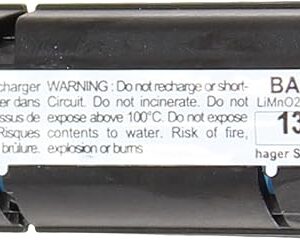 charger WARNING : Do not recharge or short- BA
er dans Circuit. Do not incinerate. Do not LiMnO2
essus de expose above 100°C. Do not expose 13
Risques contents to water. Risk of fire,
brûlure. explosion or burns hager S